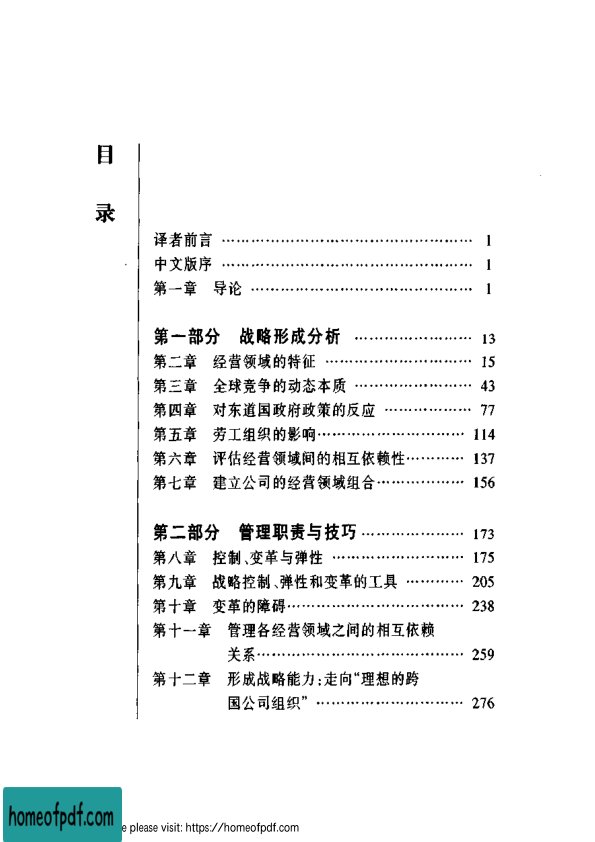 目
录
译者前言 …………………………………………… 1
中文版序 …………………………………………… 1
第一章 导论 ……………………………………… 1
第一部分 战略形成分析 …………………… 13
第二章 经营领域的特征 ………………………… 15
第三章 全球竞争的动态本质 …………………… 43
第四章 对东道国政府政策的反应 ……………… 77
第五章 劳工组织的影响………………………… 114
第六章 评估经营领域间的相互依赖性………… 137
第七章 建立公司的经营领域组合……………… 156
第二部分 管理职责与技巧 ………………… 173
第八章 控制、变革与弹性 ……………………… 175
第九章 战略控制、弹性和变革的工具 ………… 205
第十章 变革的障碍……………………………… 238
第十一章 管理各经营领域之间的相互依赖
关系…………………………………… 259
第十二章 形成战略能力;走向“理想的跨
国公司组织” ………………………… 276
homeofpdf.com
e please visit: https://homeofpdf.com